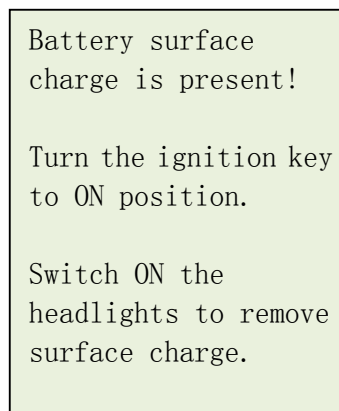 Battery surface
charge is present!
Turn the ignition key
to ON position.
Switch ON the
headlights to remove
surface charge.